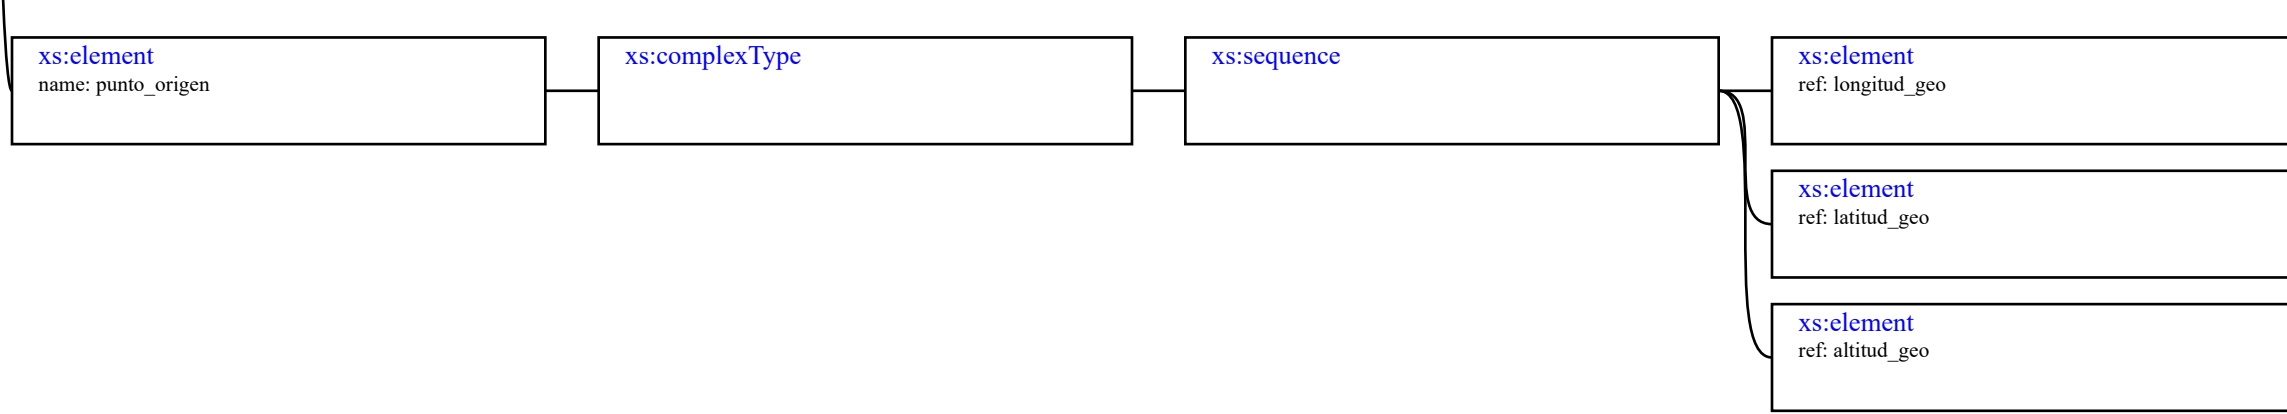 xs:element
name: punto_origen
xs:complexType
xs:sequence
xs:element
ref: longitud_geo
xs:element
ref: latitud_geo
xs:element
ref: altitud_geo